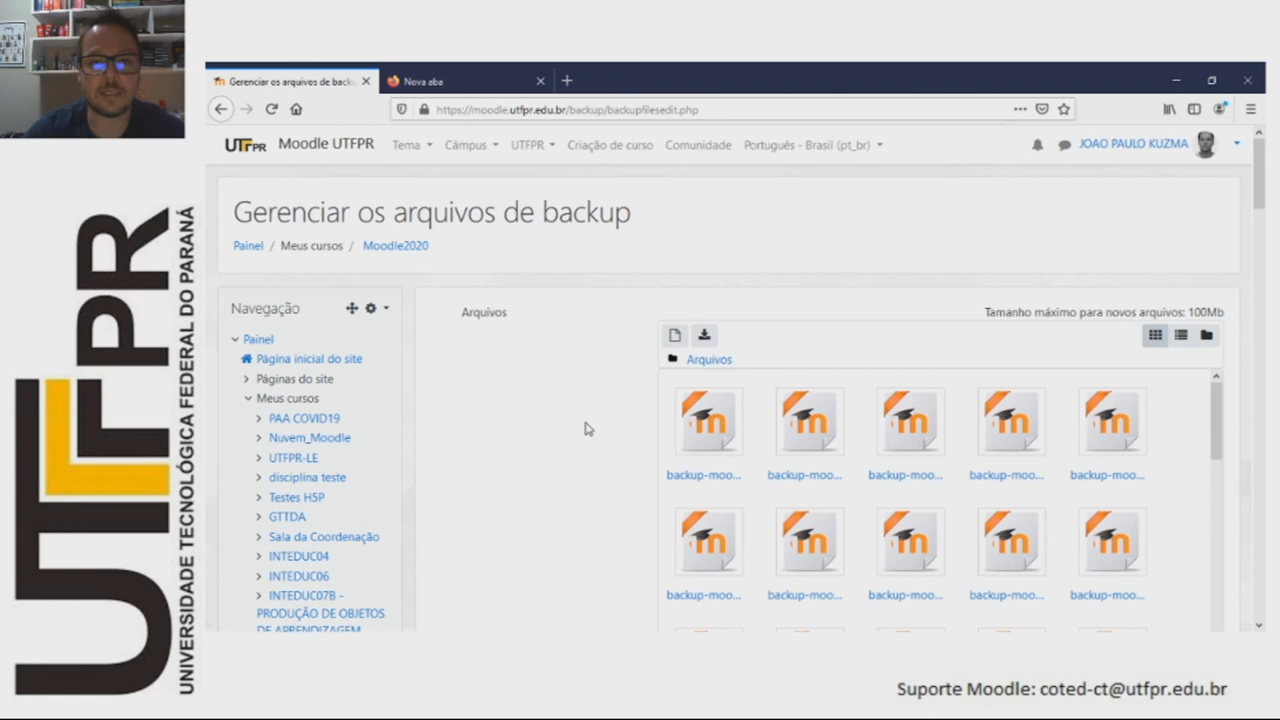 Gerenciar os arquivos de backu
Nova aba
https://moodle.utfpr.edu.br/backup/backupfilesedit.php
UTFPR
Moodle UTFPR
Tema
Câmpus
UTFPR
Criação de curso
Comunidade
Português - Brasil (pt_br)
JOAO PAULO KUZMA
Gerenciar os arquivos de backup
Painel / Meus cursos / Moodle2020
Navegação
Painel
Página inicial do site
Páginas do site
Meus cursos
PAA COVID19
Nuvem_Moodle
UTFPR-LE
disciplina teste
Testes H5P
GTTDA
Sala da Coordenação
INTEDUC04
INTEDUC06
INTEDUC07B -
PRODUÇÃO DE OBJETOS
DE APRENDIZAGEM
Arquivos
Tamanho máximo para novos arquivos: 100Mb
Arquivos
backup-moo... backup-moo... backup-moo... backup-moo... backup-moo...
backup-moo... backup-moo... backup-moo... backup-moo... backup-moo...
UTFPR
UNIVERSIDADE TECNOLÓGICA FEDERAL DO PARANÁ
Suporte Moodle: coted-ct@utfpr.edu.br